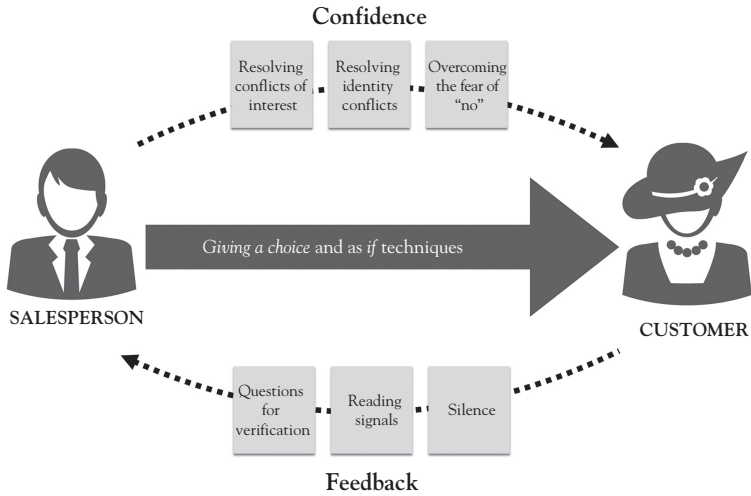 Confidence
Resolving
conflicts of
interest
Resolving
identity
conflicts
Overcoming
the fear of
“no”
Giving a choice and as if techniques
SALESPERSON
CUSTOMER
Questions
for
verification
Reading
signals
Silence
Feedback